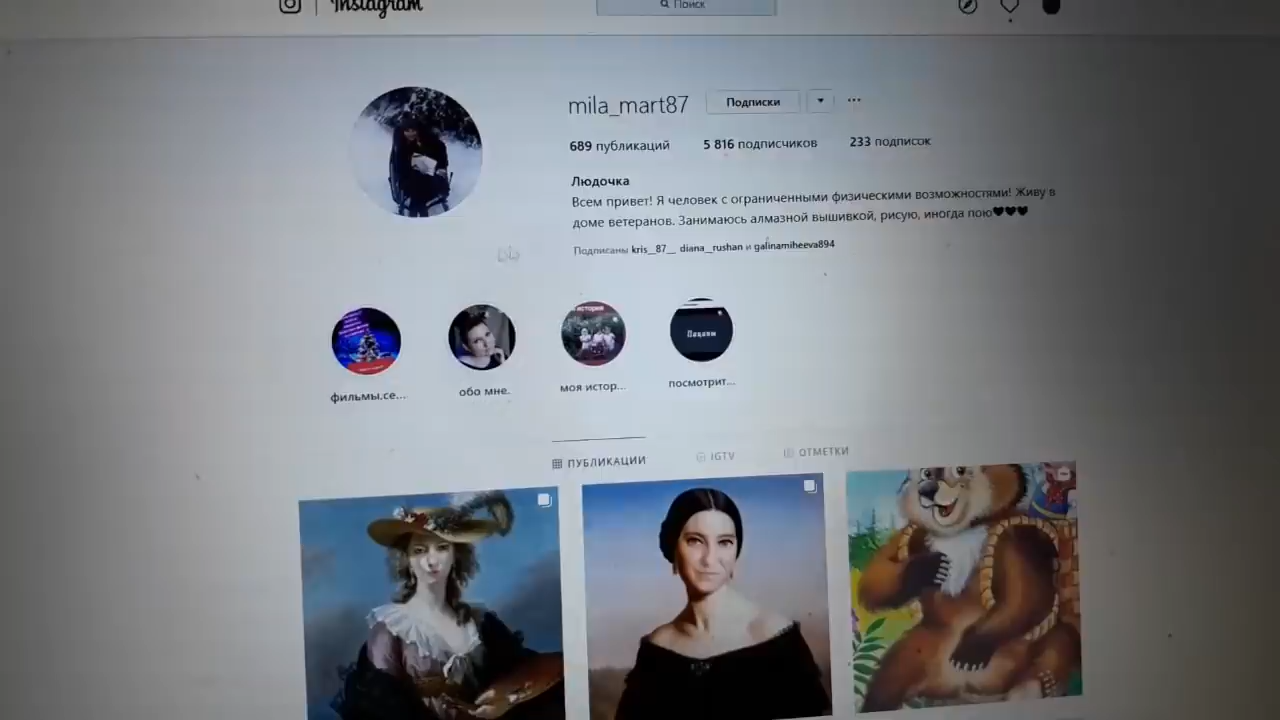 Instagram
Поиск
mila_mart87
Подписки
689 публикаций
5 816 подписчиков
233 подписок
Людочка
Всем привет! Я человек с ограниченными физическими возможностями! Живу в
доме ветеранов. Занимаюсь алмазной вышивкой, рисую, иногда пою♥♥♥
Подписаны kris__87__ diana__rushan и galinamiheeva894
фильмы,се...
обо мне.
моя истор...
посмотрит...
ПУБЛИКАЦИИ
IGTV
ОТМЕТКИ